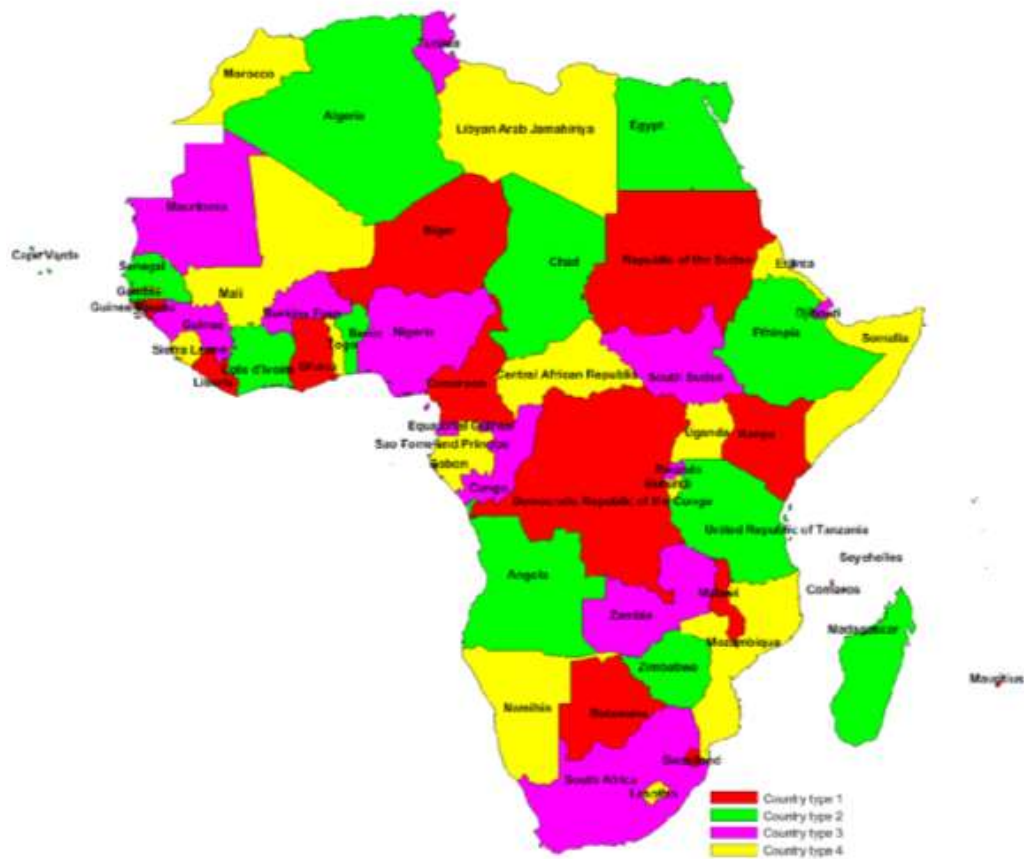 Tunisia
Morocco
Algeria
Libyan Arab Jamahiriya
Egypt
Mauritania
Niger
Cape Verde
Senegal
Chad
Republic of the Sudan
Eritrea
Gambia
Mali
Guinea Bissau
Burkina Faso
Djibouti
Guinea
Benin
Nigeria
Ethiopia
Somalia
Sierra Leone
Togo
Cote d'Ivoire
Ghana
Liberia
Cameroon
Central African Republic
South Sudan
Equatorial Guinea
Uganda
Kenya
Sao Tome and Principe
Gabon
Rwanda
Burundi
Congo
Democratic Republic of the Congo
United Republic of Tanzania
Seychelles
Angola
Malawi
Comoros
Zambia
Madagascar
Mozambique
Zimbabwe
Mauritius
Namibia
Botswana
Swaziland
South Africa
Lesotho
Country type 1
Country type 2
Country type 3
Country type 4